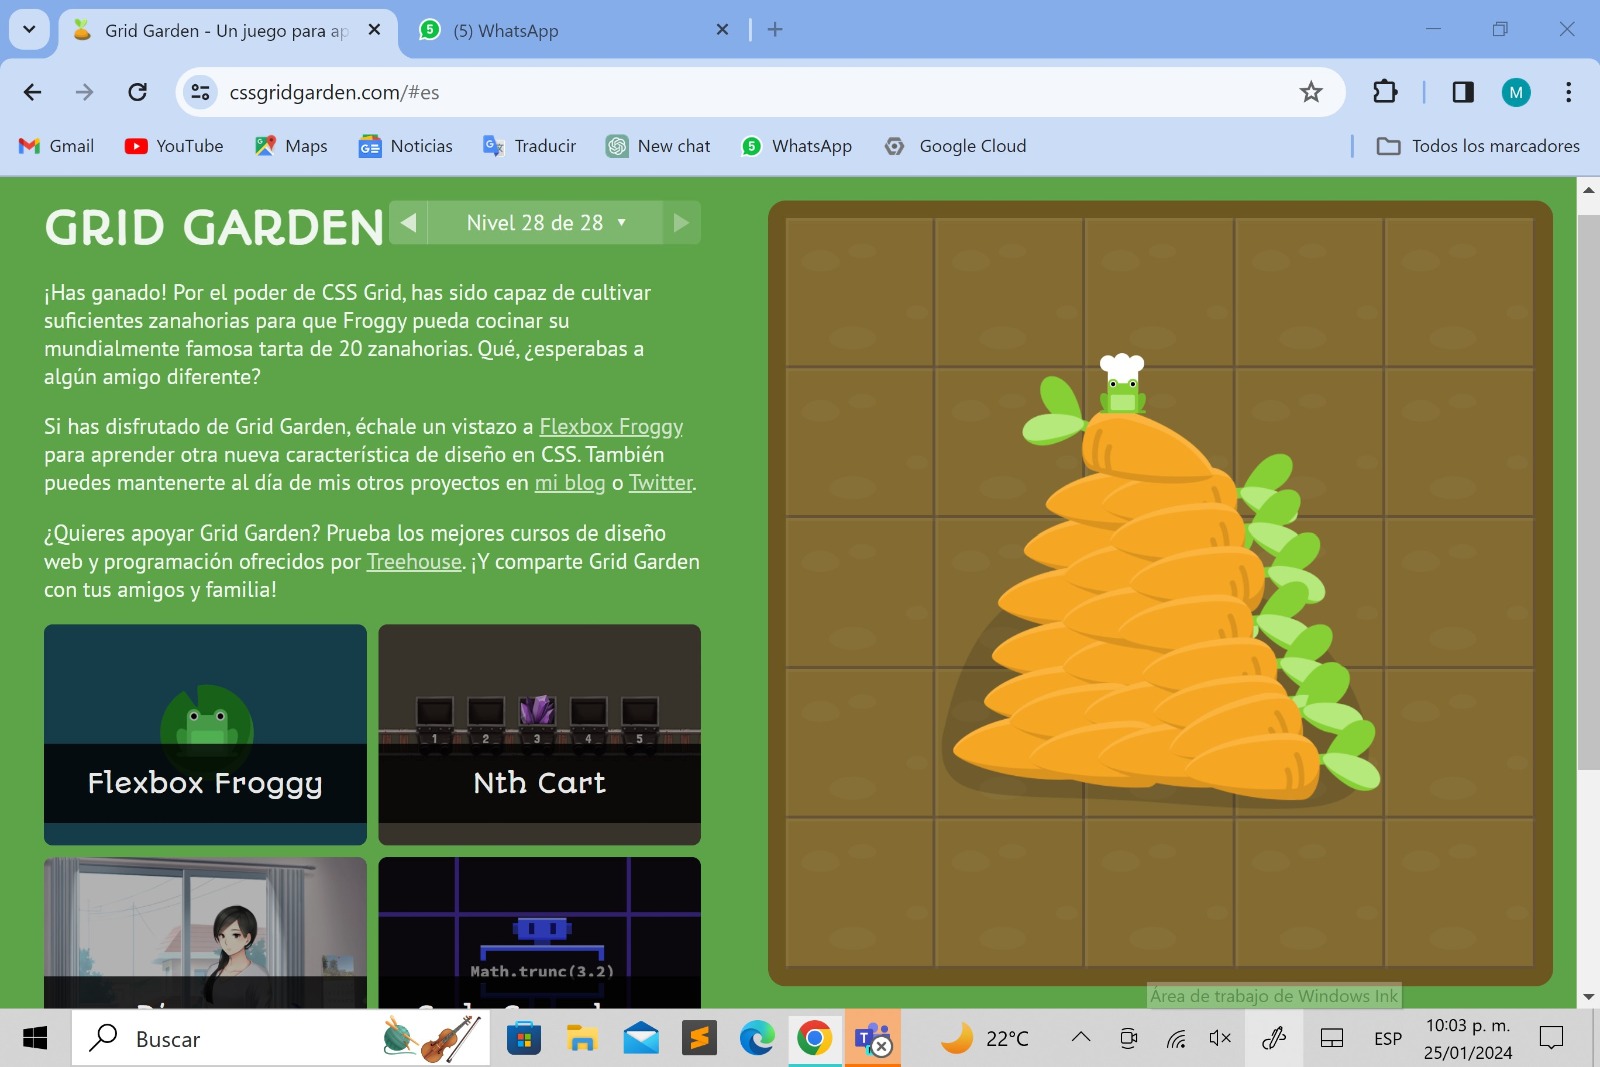 Grid Garden - Un juego para ap
(5) WhatsApp
cssgridgarden.com/#es
Gmail
YouTube
Maps
Noticias
Traducir
New chat
WhatsApp
Google Cloud
Todos los marcadores
GRID GARDEN
Nivel 28 de 28
¡Has ganado! Por el poder de CSS Grid, has sido capaz de cultivar
suficientes zanahorias para que Froggy pueda cocinar su
mundialmente famosa tarta de 20 zanahorias. Qué, ¿esperabas a
algún amigo diferente?
Si has disfrutado de Grid Garden, échale un vistazo a Flexbox Froggy
para aprender otra nueva característica de diseño en CSS. También
puedes mantenerte al día de mis otros proyectos en mi blog o Twitter.
¿Quieres apoyar Grid Garden? Prueba los mejores cursos de diseño
web y programación ofrecidos por Treehouse. ¡Y comparte Grid Garden
con tus amigos y familia!
1 2 3 4 5
Flexbox Froggy
Nth Cart
Math.trunc(3.2)
Área de trabajo de Windows Ink
Buscar
22°C
ESP
10:03 p. m.
25/01/2024